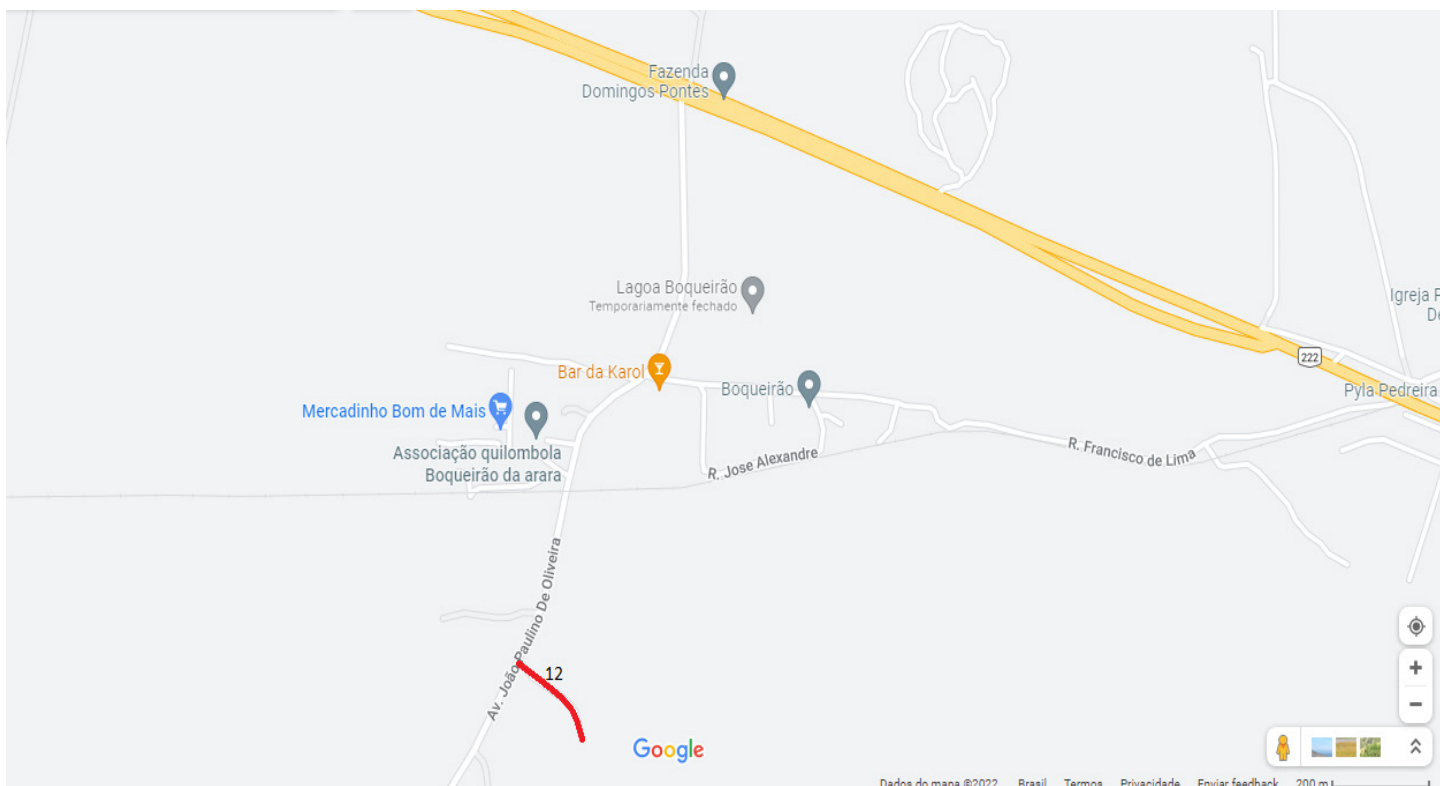 Fazenda
Domingos Pontes
Lagoa Boqueirão
Temporariamente fechado
Igreja
222
Bar da Karol
Boqueirão
Pyla Pedreira
Mercadinho Bom de Mais
Associação quilombola
Boqueirão da arara
R. Jose Alexandre
R. Francisco de Lima
Av. João Paulino De Oliveira
12
Google
Dados do mapa ©2022 Brasil Termos Privacidade Enviar feedback 200 m